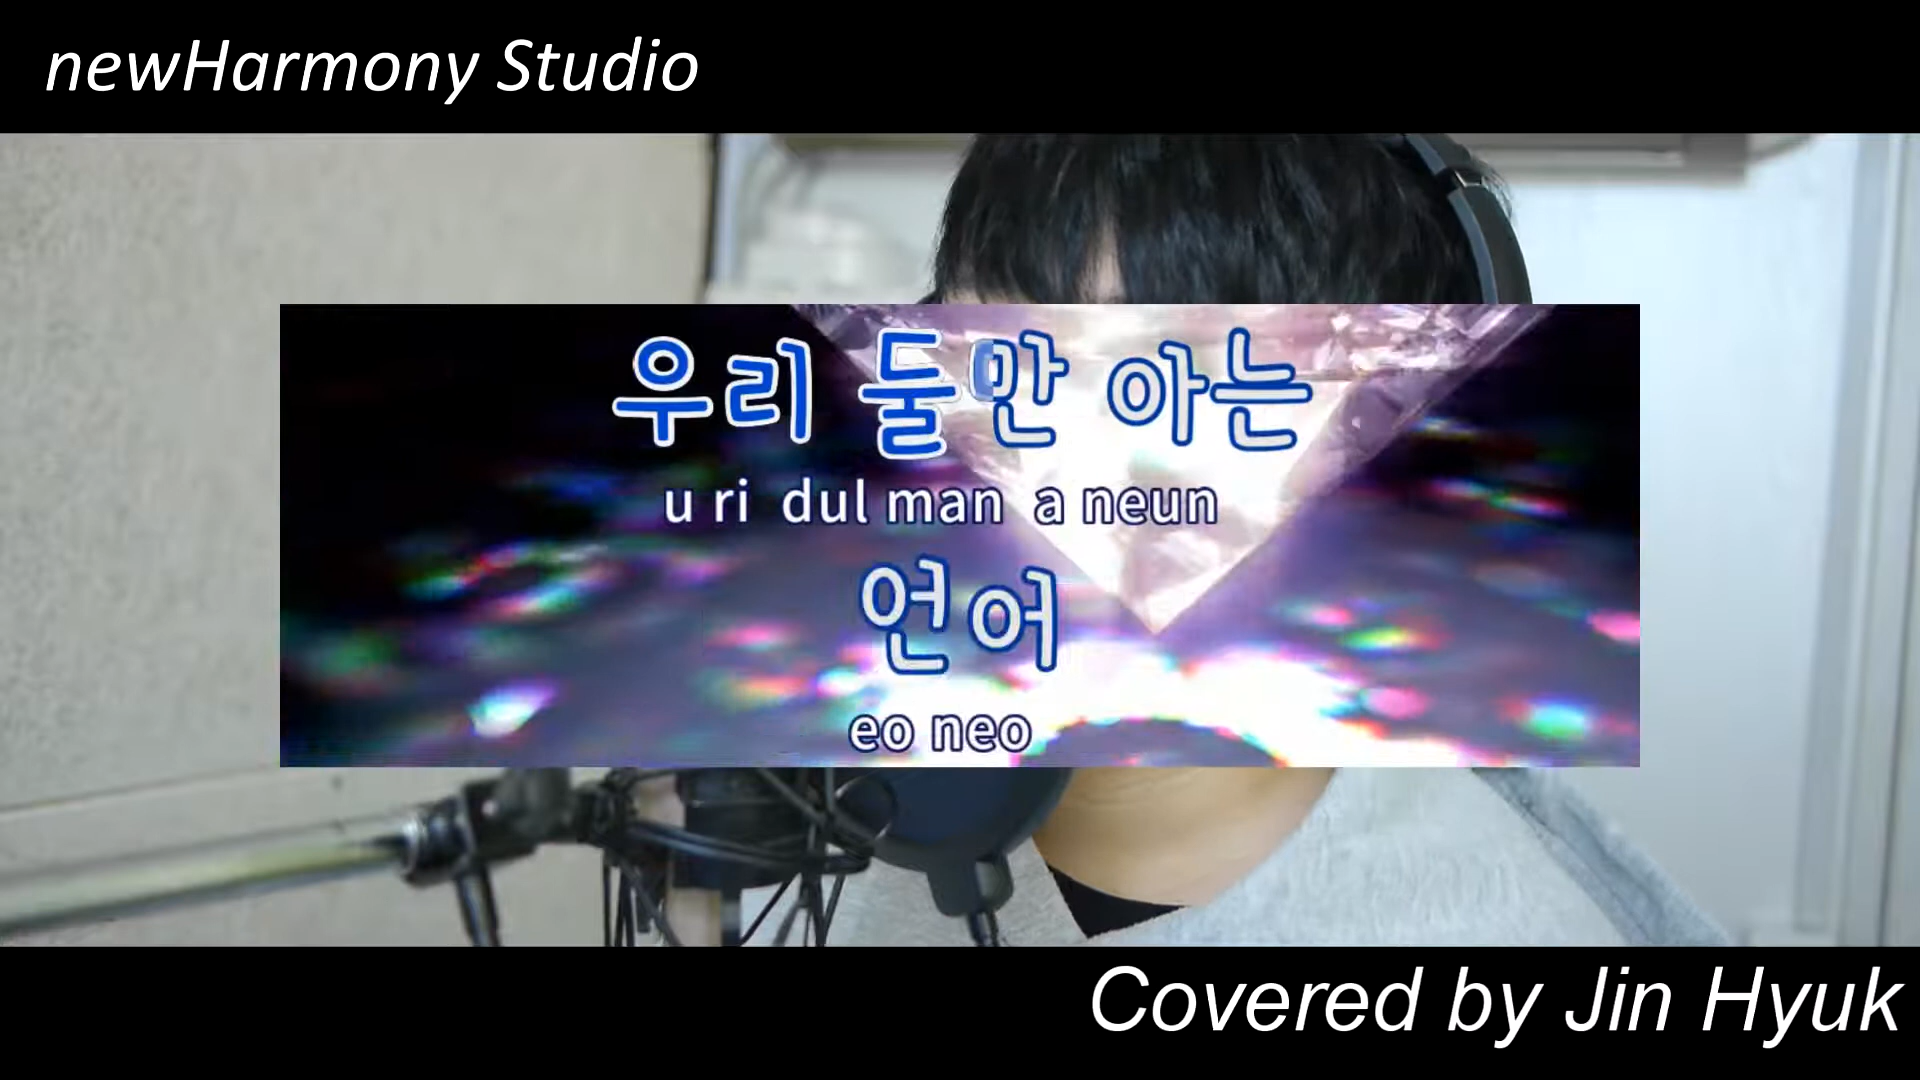 newHarmony Studio
우리 둘만 아는
u ri dul man a neun
언어
eo neo
Covered by Jin Hyuk